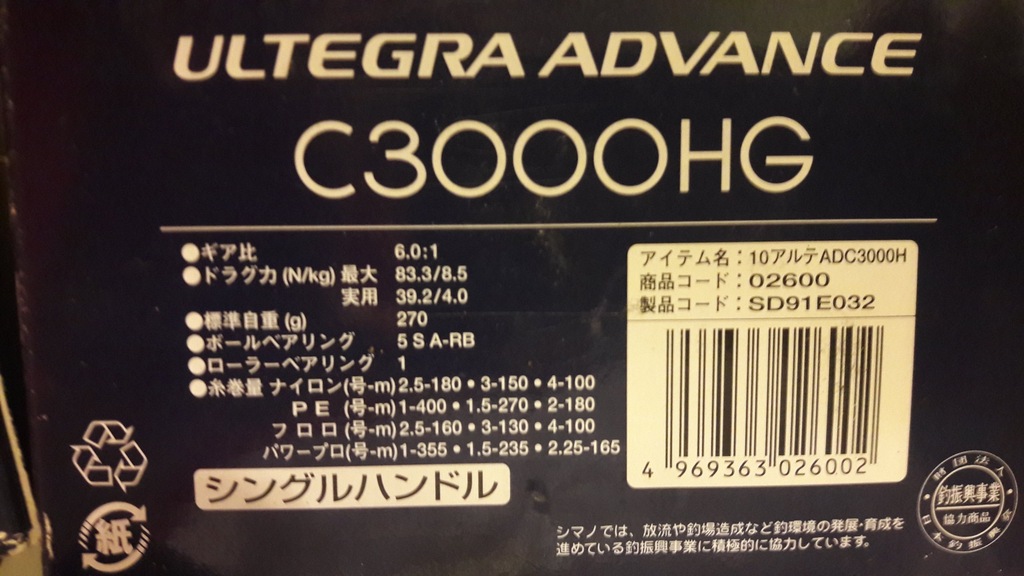 ULTEGRA ADVANCE
C3000HG
●ギア比 6.0:1
●ドラグ力 (N/kg) 最大 83.3/8.5
実用 39.2/4.0
●標準自重 (g) 270
●ボールベアリング 5 S A-RB
●ローラーベアリング 1
●糸巻量 ナイロン(号-m) 2.5-180・3-150・4-100
PE (号-m) 1-400・1.5-270・2-180
フロロ (号-m) 2.5-160・3-130・4-100
パワープロ(号-m) 1-355・1.5-235・2.25-165
シングルハンドル
アイテム名：10アルテADC3000H
商品コード：02600
製品コード：SD91E032
4 969363 026002
紙
シマノでは、放流や釣場造成など釣環境の発展・育成を
進めている釣振興事業に積極的に協力しています。
財団法人
釣振興事業
協力商品
日本釣振興会